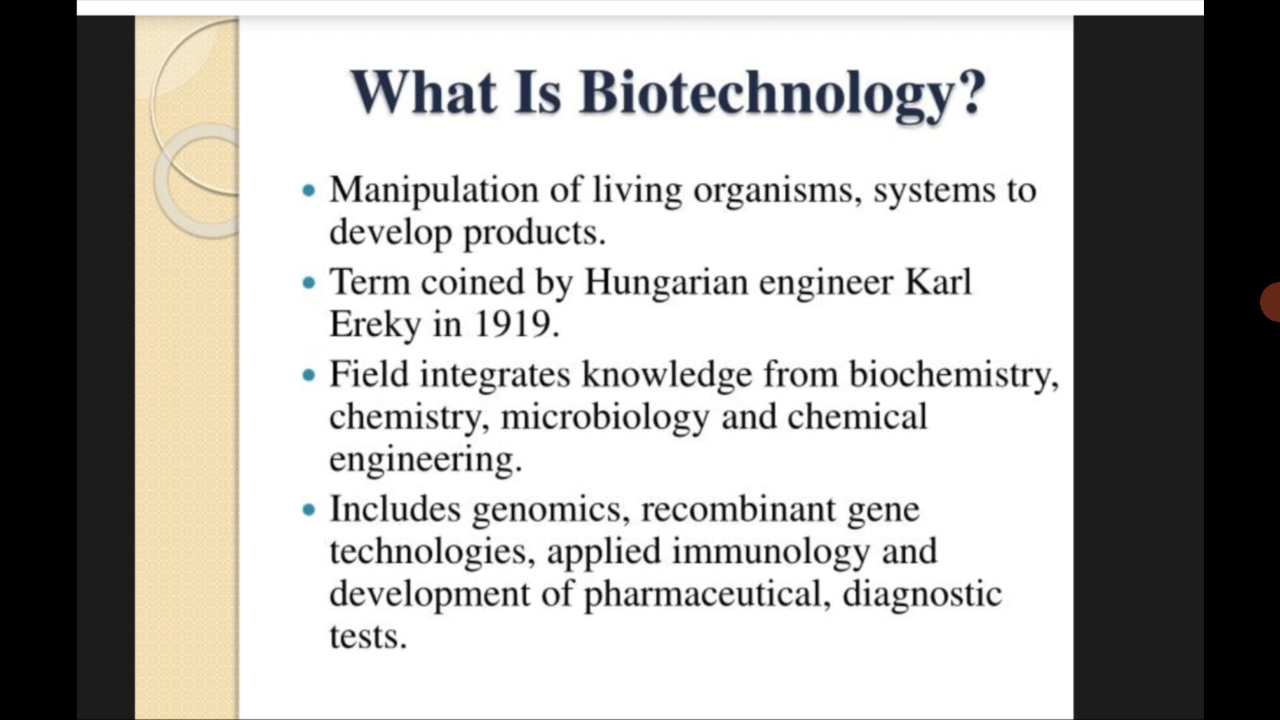 What Is Biotechnology?
• Manipulation of living organisms, systems to
develop products.
• Term coined by Hungarian engineer Karl
Ereky in 1919.
• Field integrates knowledge from biochemistry,
chemistry, microbiology and chemical
engineering.
• Includes genomics, recombinant gene
technologies, applied immunology and
development of pharmaceutical, diagnostic
tests.